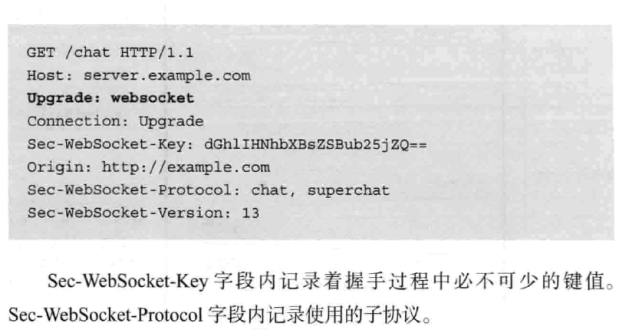 GET /chat HTTP/1.1
Host: server.example.com
Upgrade: websocket
Connection: Upgrade
Sec-WebSocket-Key: dGhlIHNhbXBsZSBub25jZQ==
Origin: http://example.com
Sec-WebSocket-Protocol: chat, superchat
Sec-WebSocket-Version: 13
Sec-WebSocket-Key 字段内记录着握手过程中必不可少的键值。
Sec-WebSocket-Protocol 字段内记录使用的子协议。